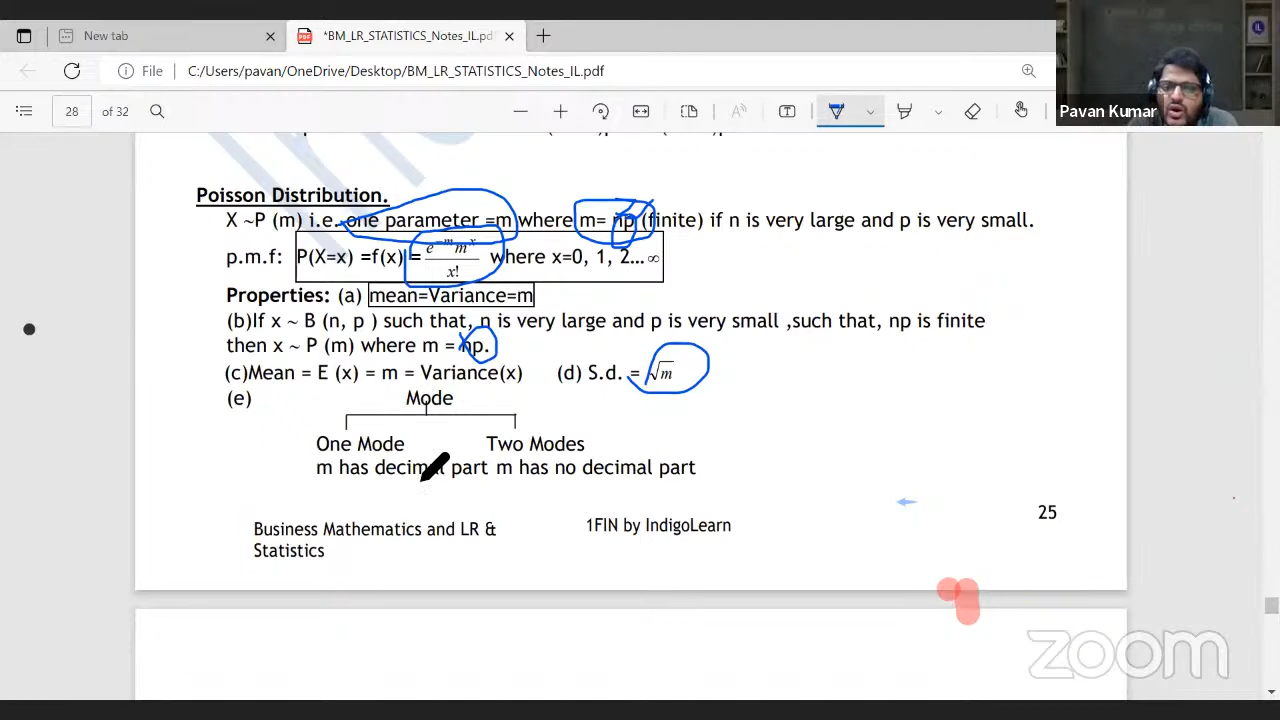 New tab
*BM_LR_STATISTICS_Notes_IL.pdf
File C:/Users/pavan/OneDrive/Desktop/BM_LR_STATISTICS_Notes_IL.pdf
28 of 32
Pavan Kumar
Poisson Distribution.
X ~P (m) i.e. one parameter =m where m= np (finite) if n is very large and p is very small.
p.m.f: P(X=x) =f(x) = e^{-m} m^x / x! where x=0, 1, 2... ∞
Properties: (a) mean=Variance=m
(b)If x ~ B (n, p ) such that, n is very large and p is very small ,such that, np is finite
then x ~ P (m) where m = np.
(c)Mean = E (x) = m = Variance(x) (d) S.d. = √m
(e) Mode
One Mode Two Modes
m has decimal part m has no decimal part
Business Mathematics and LR &
Statistics
1FIN by IndigoLearn
25
zoom